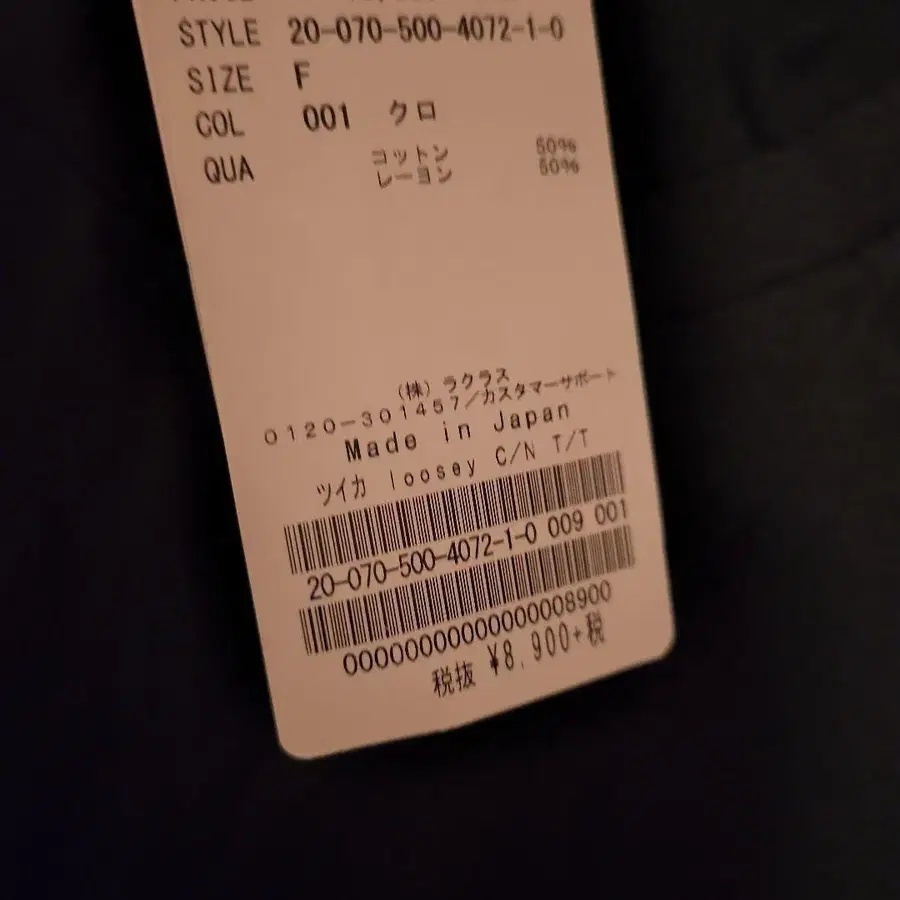 STYLE 20-070-500-4072-1-0
SIZE F
COL 001 クロ
QUA コットン 50%
レーヨン 50%
(株) ラクラス
0120-301457/カスタマーサポート
Made in Japan
ツイカ loosey C/N T/T
20-070-500-4072-1-0 009 001
00000000000000008900
税抜 ¥8,900+税